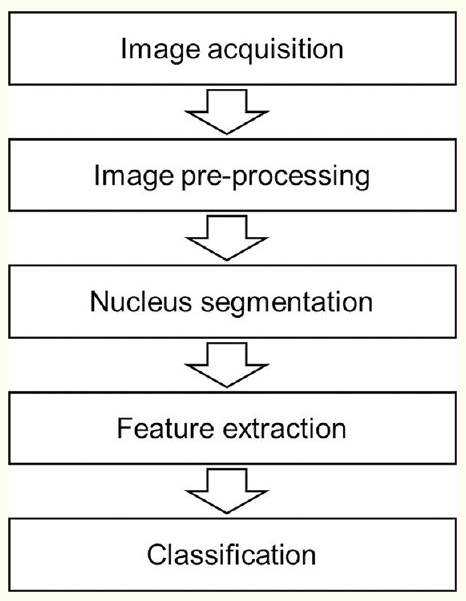 Image acquisition
Image pre-processing
Nucleus segmentation
Feature extraction
Classification